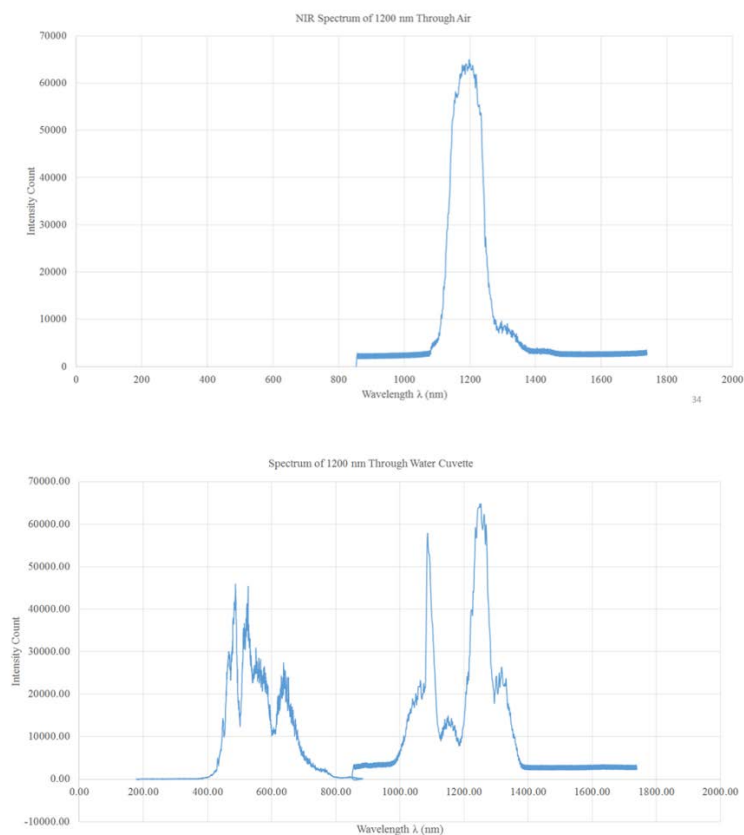 NIR Spectrum of 1200 nm Through Air
70000
60000
50000
40000
30000
20000
10000
0
Intensity Count
0 200 400 600 800 1000 1200 1400 1600 1800 2000
Wavelength λ (nm)
34
Spectrum of 1200 nm Through Water Cuvette
70000.00
60000.00
50000.00
40000.00
30000.00
20000.00
10000.00
0.00
-10000.00
Intensity Count
0.00 200.00 400.00 600.00 800.00 1000.00 1200.00 1400.00 1600.00 1800.00 2000.00
Wavelength λ (nm)